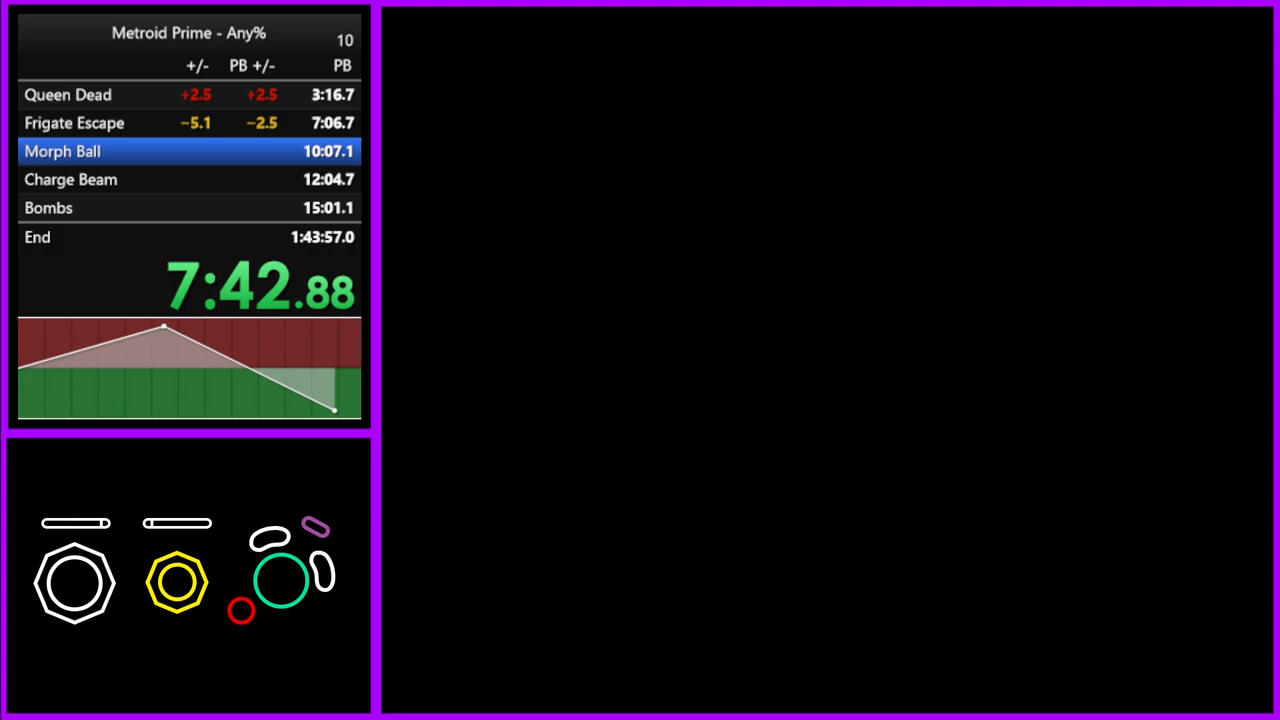 Metroid Prime - Any%
10
+/- PB +/- PB
Queen Dead +2.5 +2.5 3:16.7
Frigate Escape −5.1 −2.5 7:06.7
Morph Ball 10:07.1
Charge Beam 12:04.7
Bombs 15:01.1
End 1:43:57.0
7:42.88